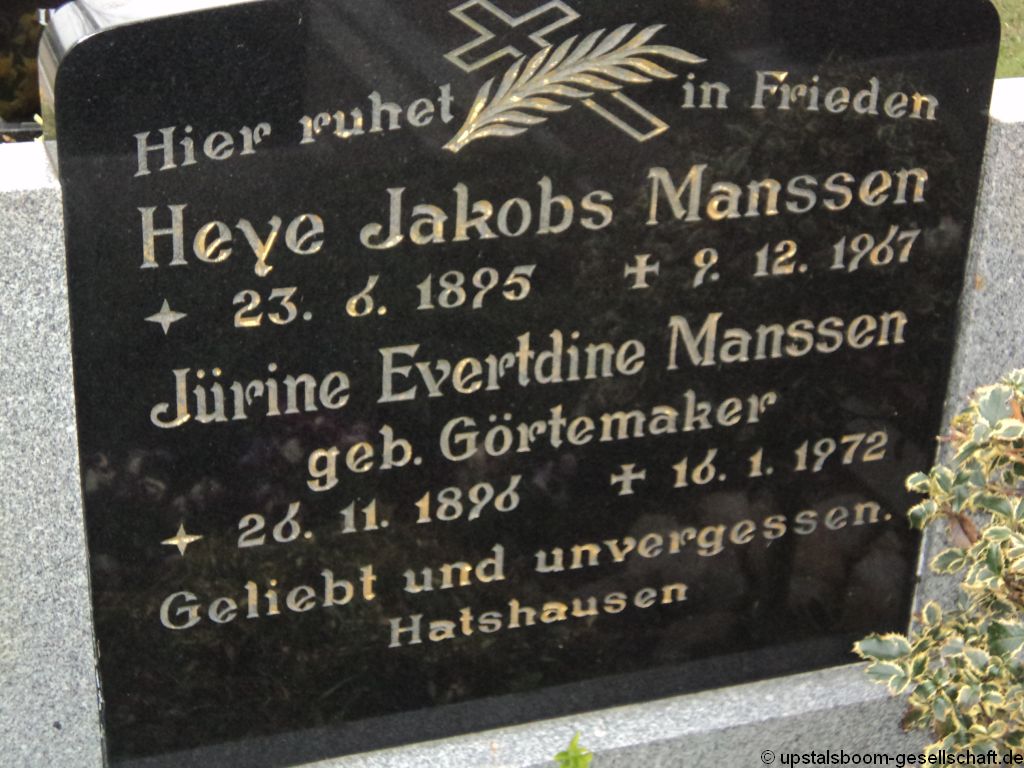 Hier ruhet in Frieden
Heye Jakobs Manssen
23. 6. 1895 9. 12. 1967
Jürine Evertdine Manssen
geb. Görtemaker
26. 11. 1896 16. 1. 1972
Geliebt und unvergessen.
Hatshausen
© upstalsboom-gesellschaft.de